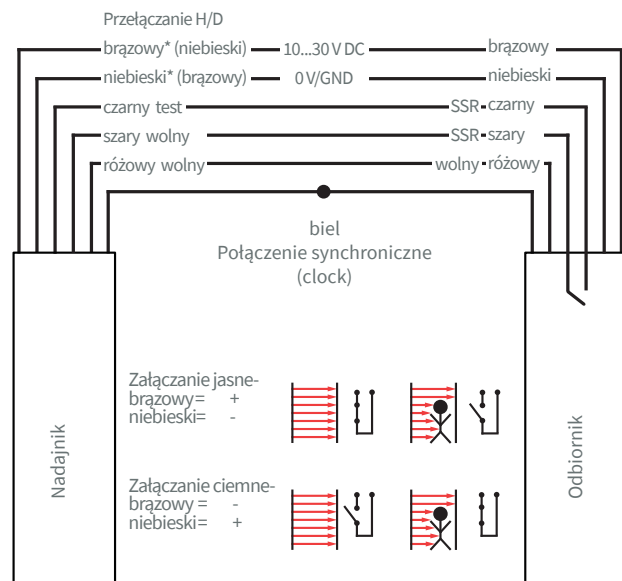 Przełączanie H/D
brązowy* (niebieski) 10...30 V DC brązowy
niebieski* (brązowy) 0 V/GND niebieski
czarny test SSR czarny
szary wolny SSR szary
różowy wolny wolny różowy
biel
Połączenie synchroniczne
(clock)
Nadajnik
Odbiornik
Załączanie jasne-
brązowy= +
niebieski= -
Załączanie ciemne-
brązowy = -
niebieski= +